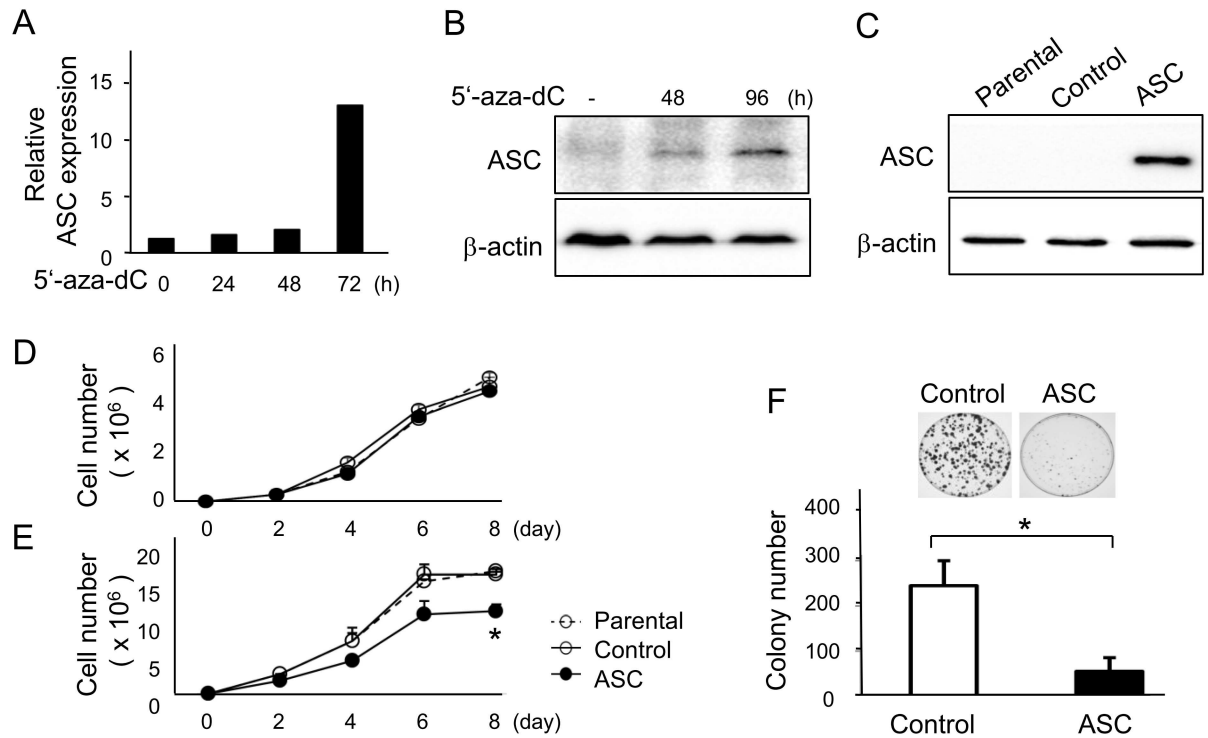 A
Relative
ASC expression
15
10
5
0
5‘-aza-dC 0 24 48 72 (h)
B
5‘-aza-dC - 48 96 (h)
ASC
β-actin
C
Parental Control ASC
ASC
β-actin
D
Cell number
( x 10⁶ )
6
4
2
0
0 2 4 6 8 (day)
E
Cell number
( x 10⁶ )
20
15
10
5
0
*
0 2 4 6 8 (day)
Parental
Control
ASC
F
Control ASC
Colony number
400
300
200
100
0
*
Control ASC